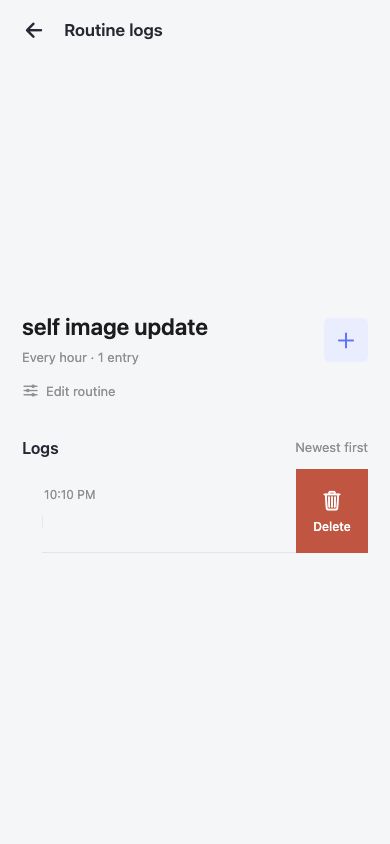 Routine logs
self image update
Every hour · 1 entry
Edit routine
Logs
Newest first
10:10 PM
Delete